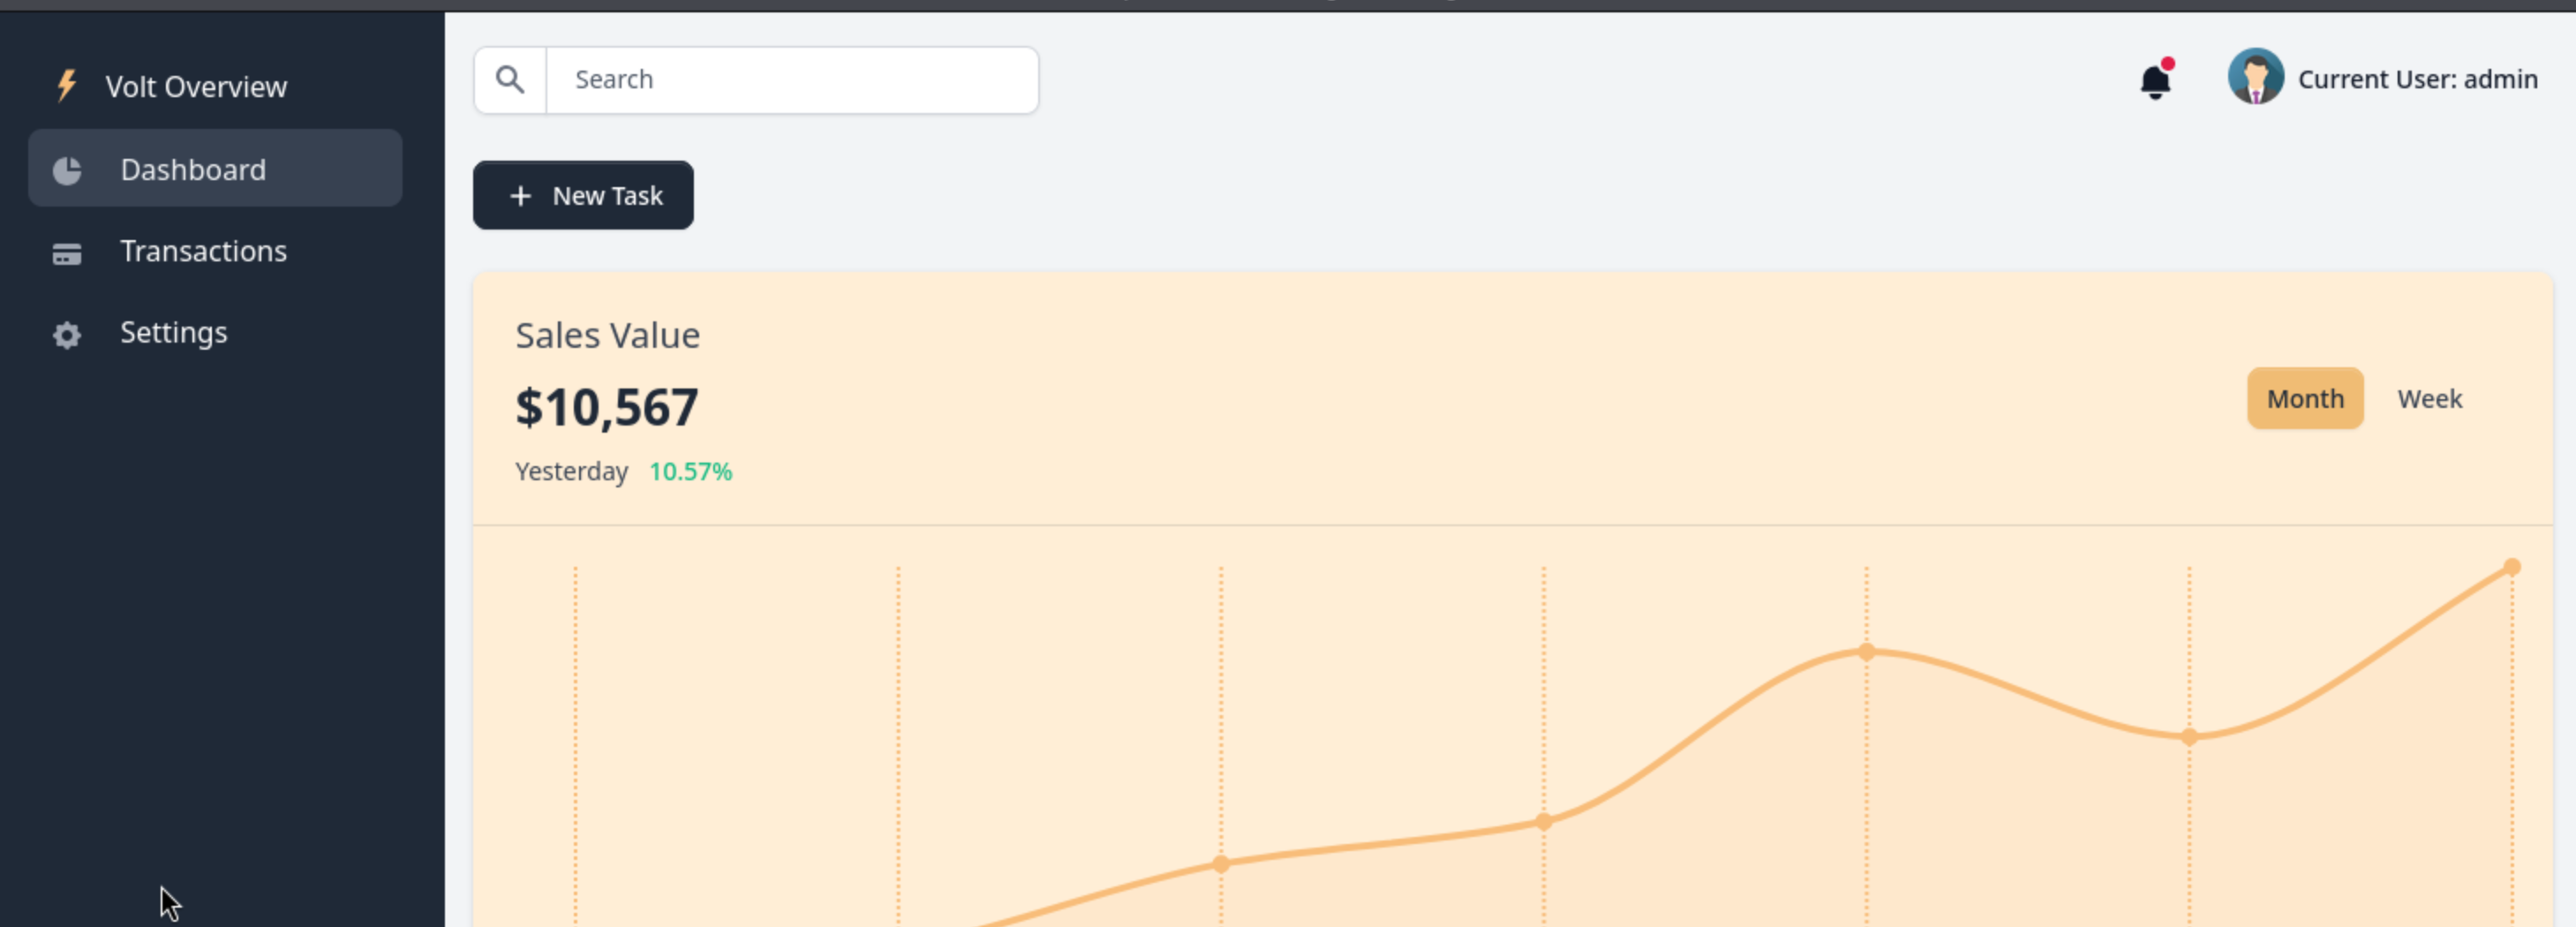 Volt Overview
Dashboard
Transactions
Settings
Search
Current User: admin
New Task
Sales Value
$10,567
Yesterday 10.57%
Month
Week